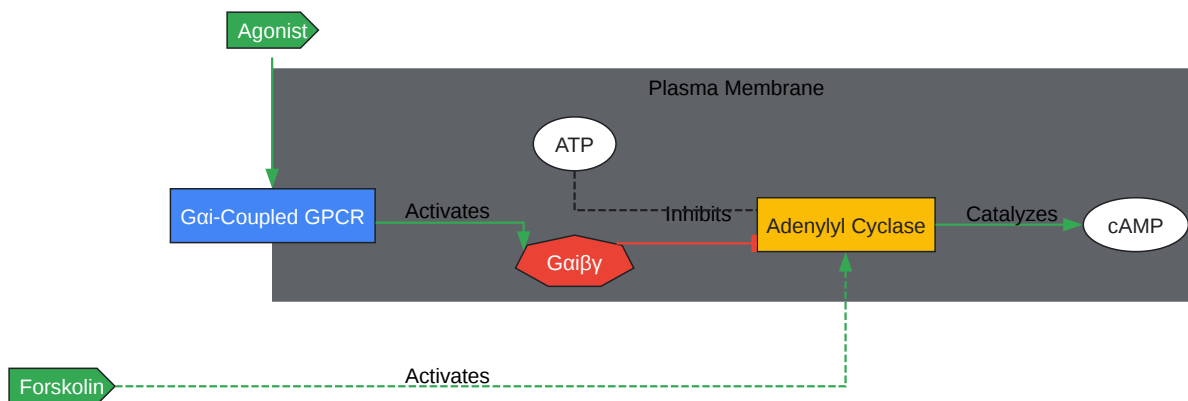 Agonist
Plasma Membrane
ATP
Gαi-Coupled GPCR
Activates
Inhibits
Adenylyl Cyclase
Catalyzes
cAMP
Gαiβγ
Forskolin
Activates